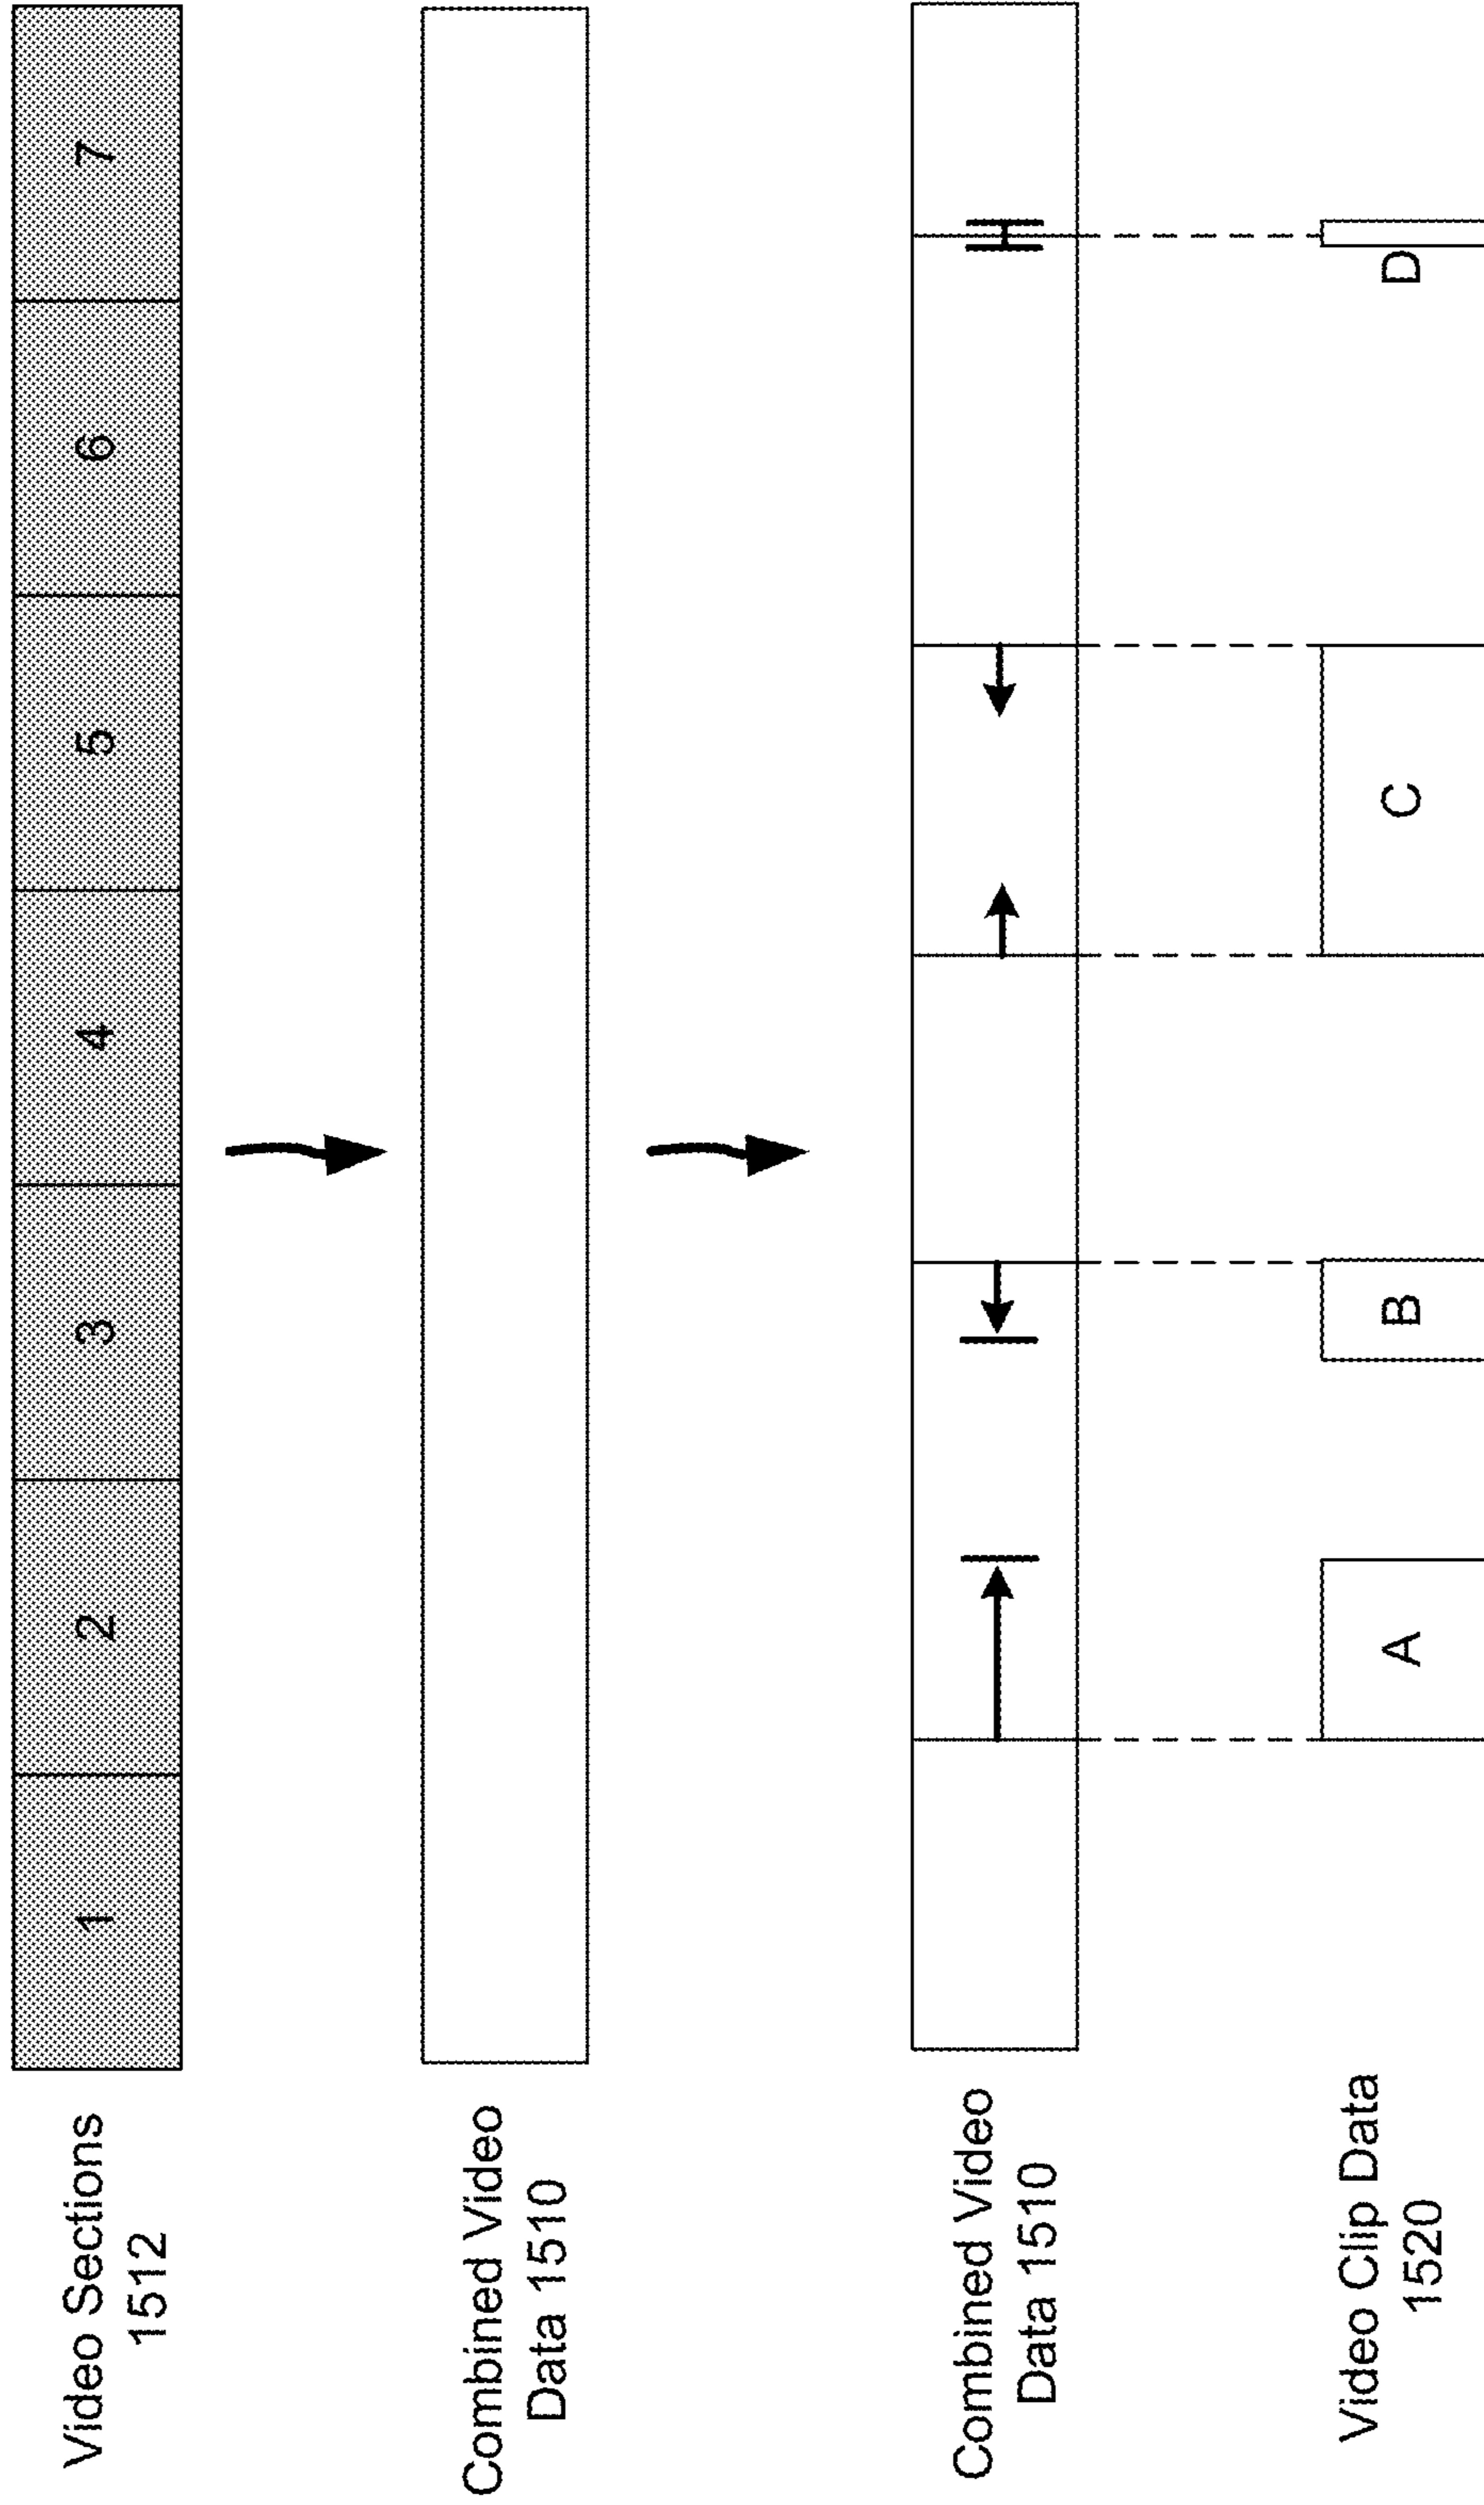 Video Sections
1512
1 2 3 4 5 6 7
Combined Video
Data 1510
Combined Video
Data 1510
Video Clip Data
1520
A B C D